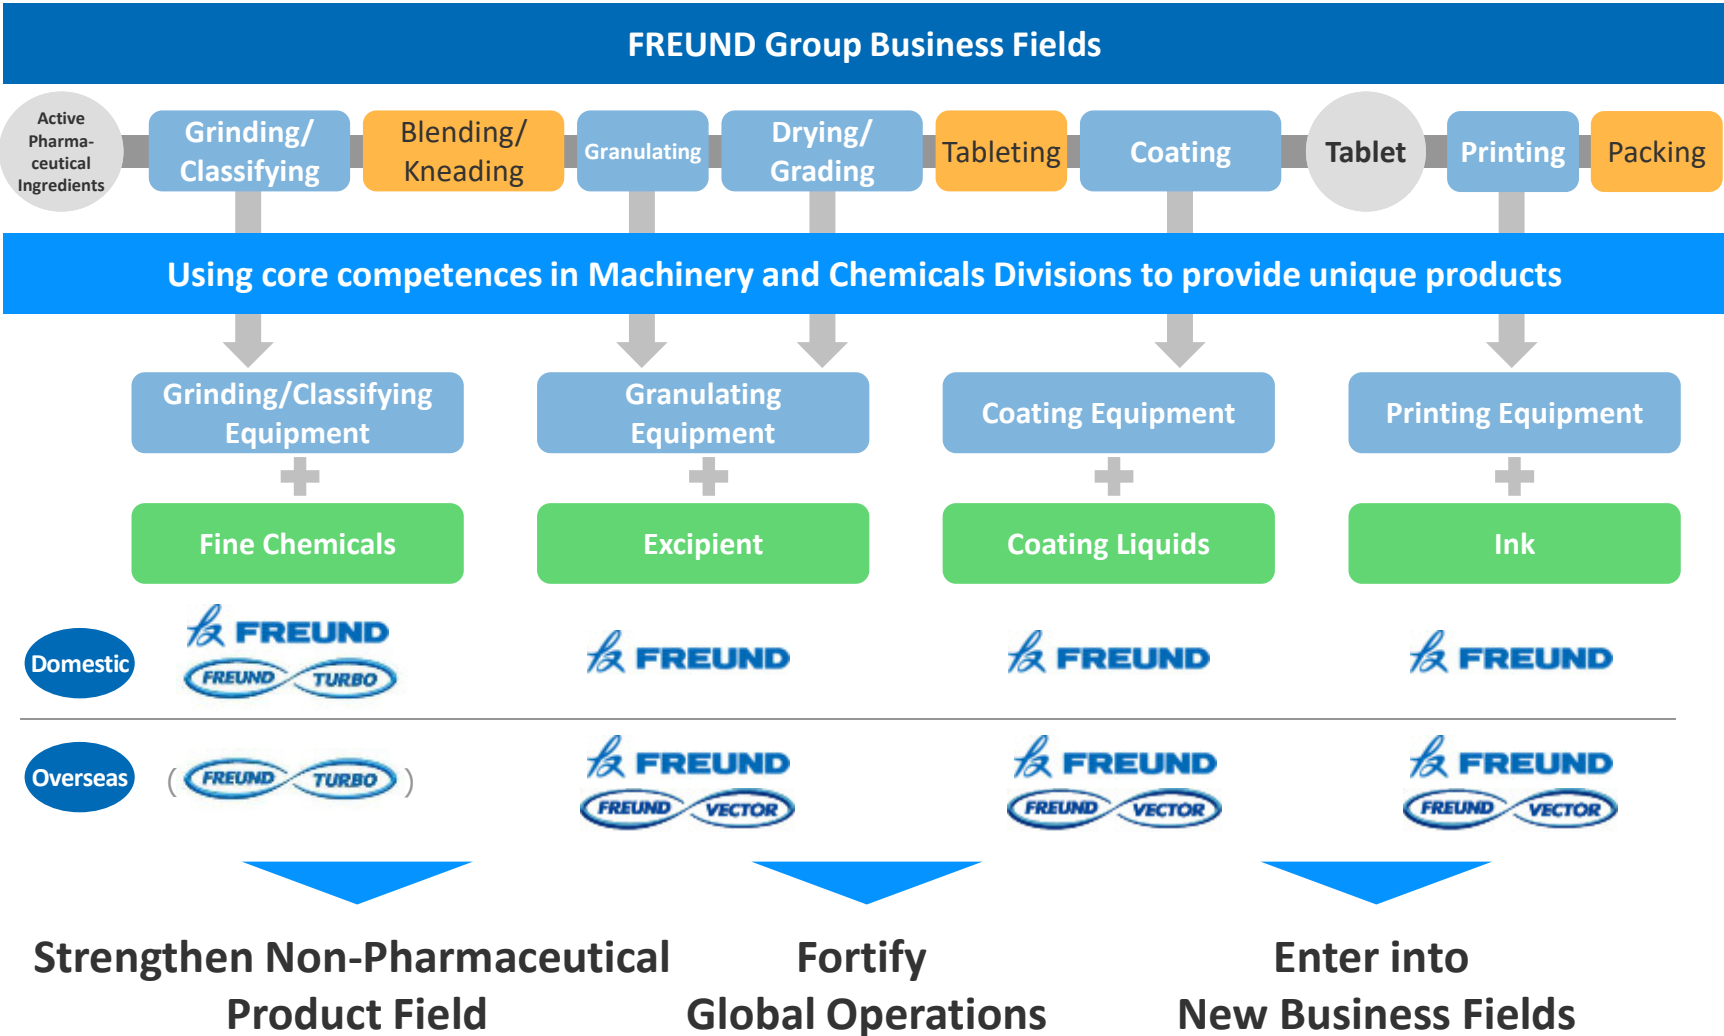 FREUND Group Business Fields
Active
Pharma-
ceutical
Ingredients
Grinding/
Classifying
Blending/
Kneading
Granulating
Drying/
Grading
Tableting
Coating
Tablet
Printing
Packing
Using core competences in Machinery and Chemicals Divisions to provide unique products
Grinding/Classifying
Equipment
Granulating
Equipment
Coating Equipment
Printing Equipment
Fine Chemicals
Excipient
Coating Liquids
Ink
Domestic
FREUND
FREUND TURBO
FREUND
FREUND
FREUND
Overseas
( FREUND TURBO )
FREUND
FREUND VECTOR
FREUND
FREUND VECTOR
FREUND
FREUND VECTOR
Strengthen Non-Pharmaceutical
Product Field
Fortify
Global Operations
Enter into
New Business Fields